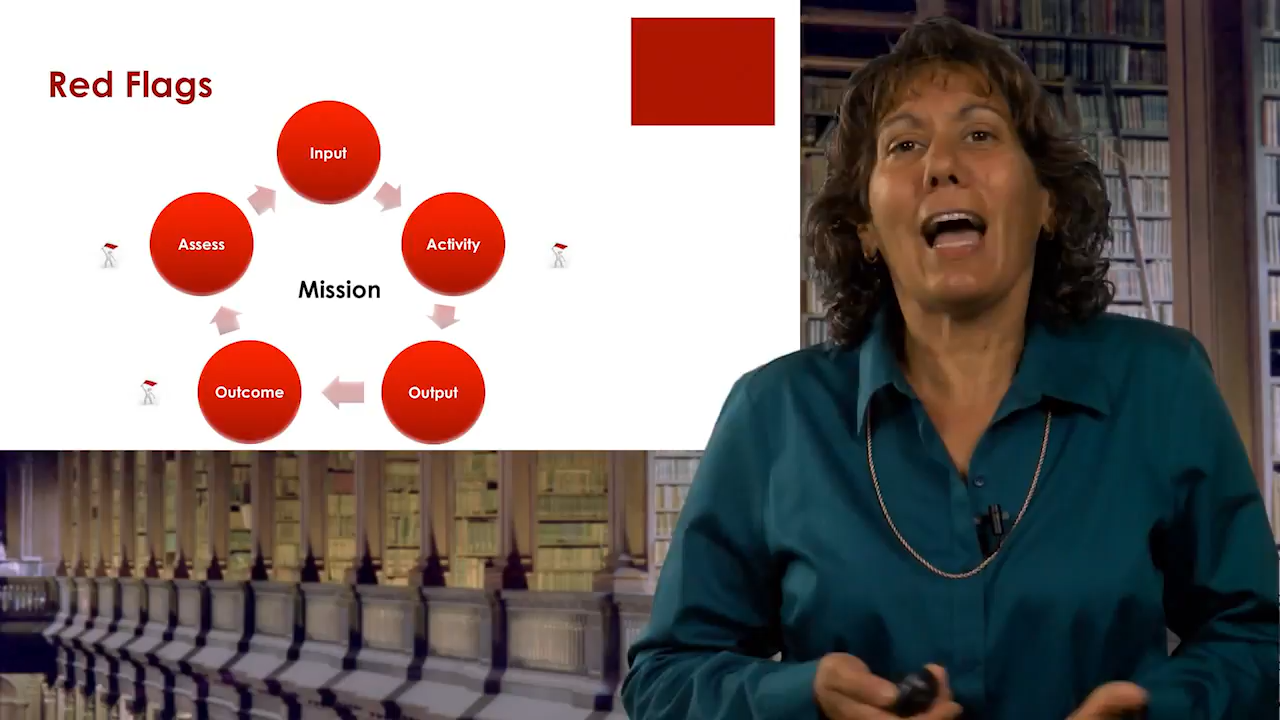 Red Flags
Input
Assess
Activity
Mission
Outcome
Output